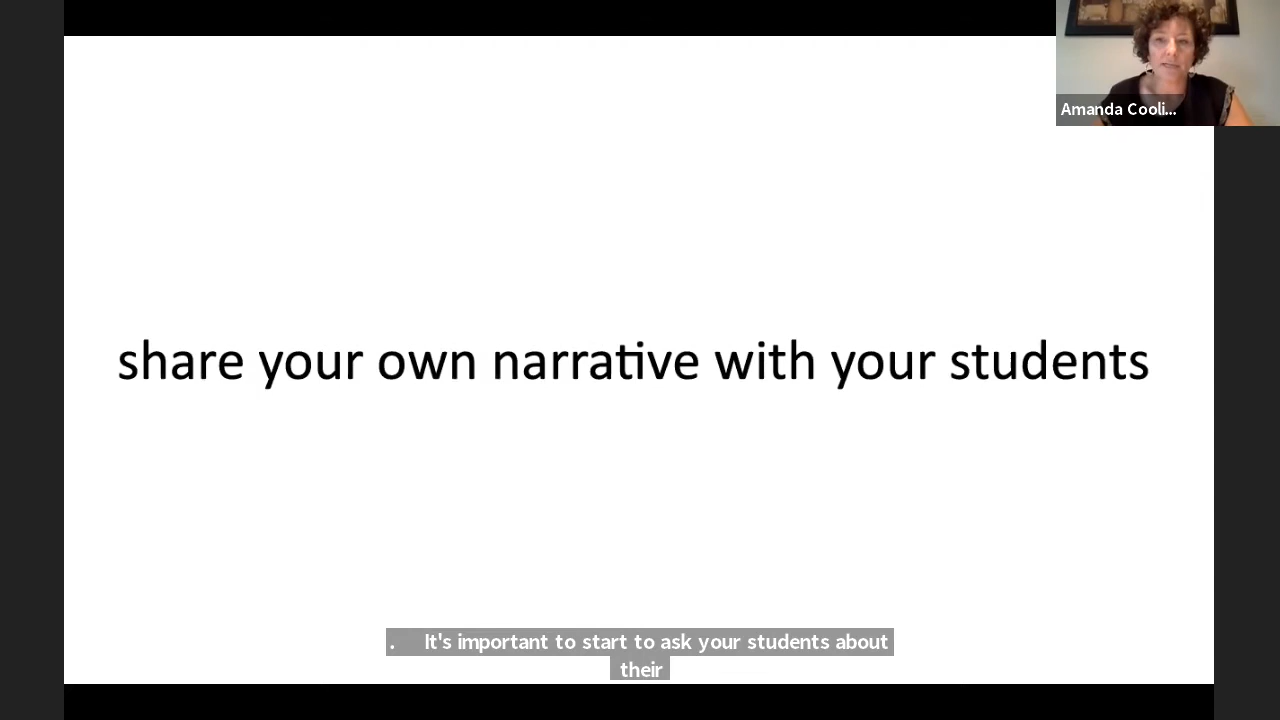 Amanda Cooli...
share your own narrative with your students
. It's important to start to ask your students about
their